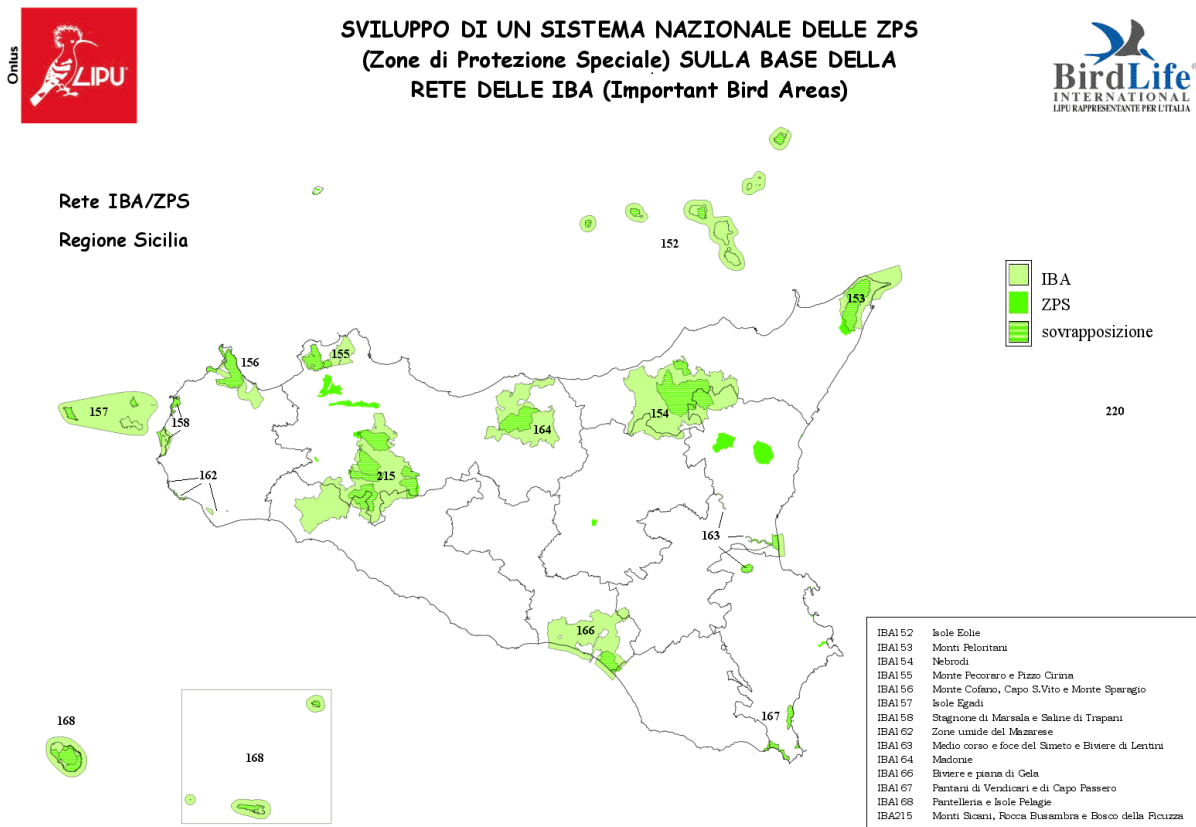 Onlus
LIPU
SVILUPPO DI UN SISTEMA NAZIONALE DELLE ZPS
(Zone di Protezione Speciale) SULLA BASE DELLA
RETE DELLE IBA (Important Bird Areas)
BirdLife
INTERNATIONAL
LIPU RAPPRESENTANTE PER L'ITALIA
Rete IBA/ZPS
Regione Sicilia
152
IBA
ZPS
sovrapposizione
153
155
156
157
158
154
164
220
215
162
163
166
167
168
168
IBA152 Isole Eolie
IBA153 Monti Peloritani
IBA154 Nebrodi
IBA155 Monte Pecoraro e Pizzo Cirina
IBA156 Monte Cofano, Capo S.Vito e Monte Sparagio
IBA157 Isole Egadi
IBA158 Stagnone di Marsala e Saline di Trapani
IBA162 Zone umide del Mazarese
IBA163 Medio corso e foce del Simeto e Biviere di Lentini
IBA164 Madonie
IBA166 Biviere e piana di Gela
IBA167 Pantani di Vendicari e di Capo Passero
IBA168 Pantelleria e Isole Pelagie
IBA215 Monti Sicani, Rocca Busambra e Bosco della Ficuzza